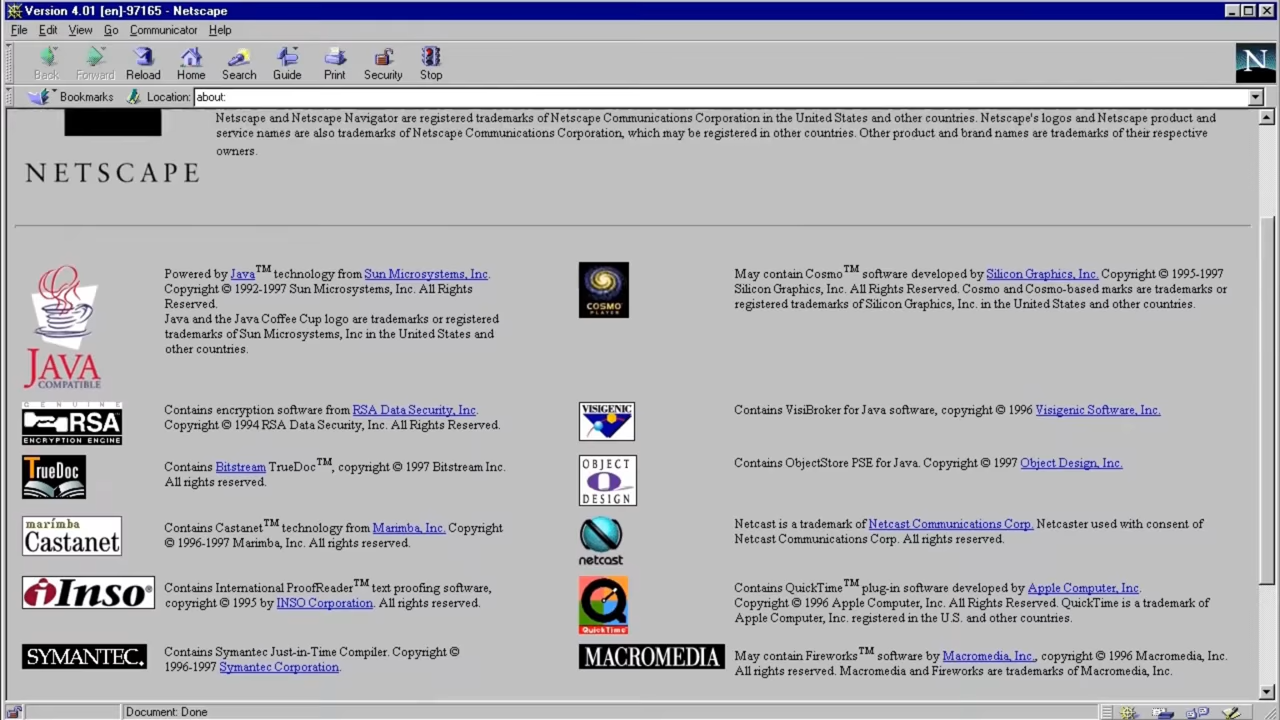 Version 4.01 [en]-97165 - Netscape
File Edit View Go Communicator Help
Back Forward Reload Home Search Guide Print Security Stop
N
Bookmarks Location: about:
Netscape and Netscape Navigator are registered trademarks of Netscape Communications Corporation in the United States and other countries. Netscape's logos and Netscape product and
service names are also trademarks of Netscape Communications Corporation, which may be registered in other countries. Other product and brand names are trademarks of their respective
owners.
NETSCAPE
JAVA
COMPATIBLE
Powered by Java™ technology from Sun Microsystems, Inc.
Copyright © 1992-1997 Sun Microsystems, Inc. All Rights
Reserved.
Java and the Java Coffee Cup logo are trademarks or registered
trademarks of Sun Microsystems, Inc in the United States and
other countries.
COSMO
PLAYER
May contain Cosmo™ software developed by Silicon Graphics, Inc. Copyright © 1995-1997
Silicon Graphics, Inc. All Rights Reserved. Cosmo and Cosmo-based marks are trademarks or
registered trademarks of Silicon Graphics, Inc. in the United States and other countries.
GENUINE
RSA
ENCRYPTION ENGINE
Contains encryption software from RSA Data Security, Inc.
Copyright © 1994 RSA Data Security, Inc. All Rights Reserved.
VISIGENIC
Contains VisiBroker for Java software, copyright © 1996 Visigenic Software, Inc.
TrueDoc
Contains Bitstream TrueDoc™, copyright © 1997 Bitstream Inc.
All rights reserved.
OBJECT
DESIGN
Contains ObjectStore PSE for Java. Copyright © 1997 Object Design, Inc.
marimba
Castanet
Contains Castanet™ technology from Marimba, Inc. Copyright
© 1996-1997 Marimba, Inc. All rights reserved.
netcast
Netcast is a trademark of Netcast Communications Corp. Netcaster used with consent of
Netcast Communications Corp. All rights reserved.
Inso®
Contains International ProofReader™ text proofing software,
copyright © 1995 by INSO Corporation. All rights reserved.
QuickTime™
Contains QuickTime™ plug-in software developed by Apple Computer, Inc.
Copyright © 1996 Apple Computer, Inc. All Rights Reserved. QuickTime is a trademark of
Apple Computer, Inc. registered in the U.S. and other countries.
SYMANTEC.
Contains Symantec Just-in-Time Compiler. Copyright ©
1996-1997 Symantec Corporation.
MACROMEDIA
May contain Fireworks™ software by Macromedia, Inc., copyright © 1996 Macromedia, Inc.
All rights reserved. Macromedia and Fireworks are trademarks of Macromedia, Inc.
Document: Done